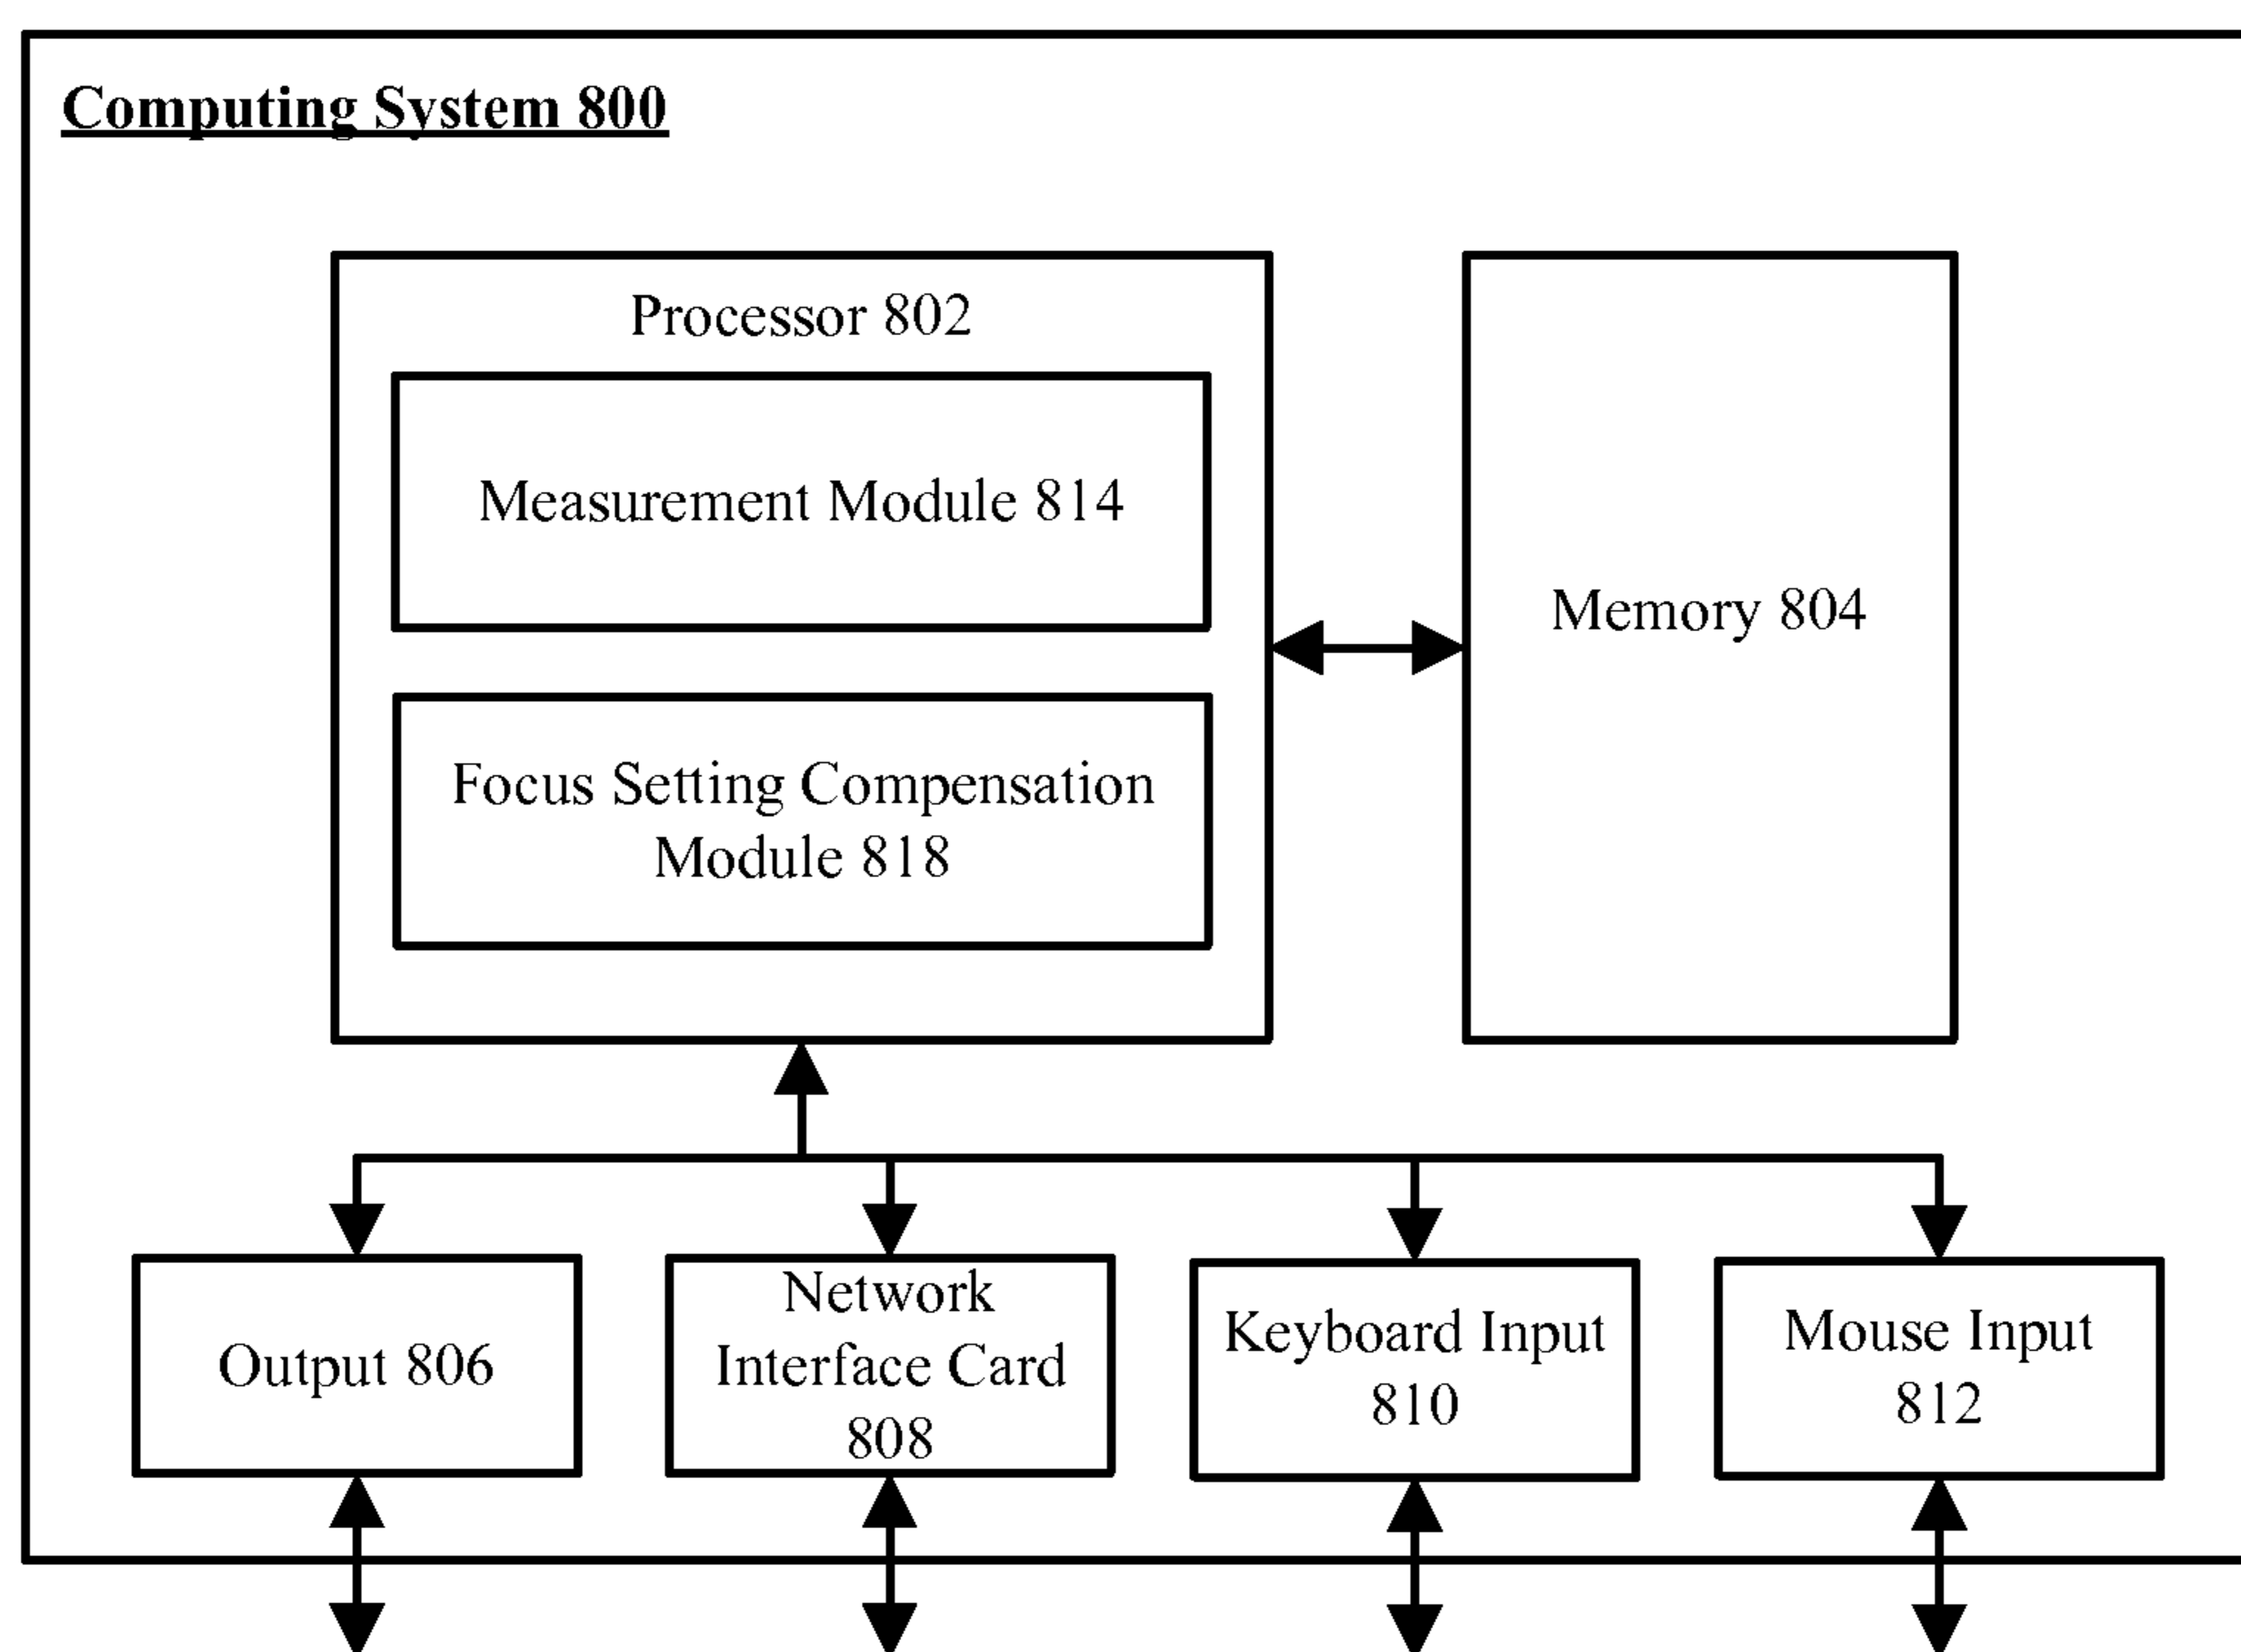 Computing System 800
Processor 802
Measurement Module 814
Focus Setting Compensation
Module 818
Memory 804
Output 806
Network
Interface Card
808
Keyboard Input
810
Mouse Input
812